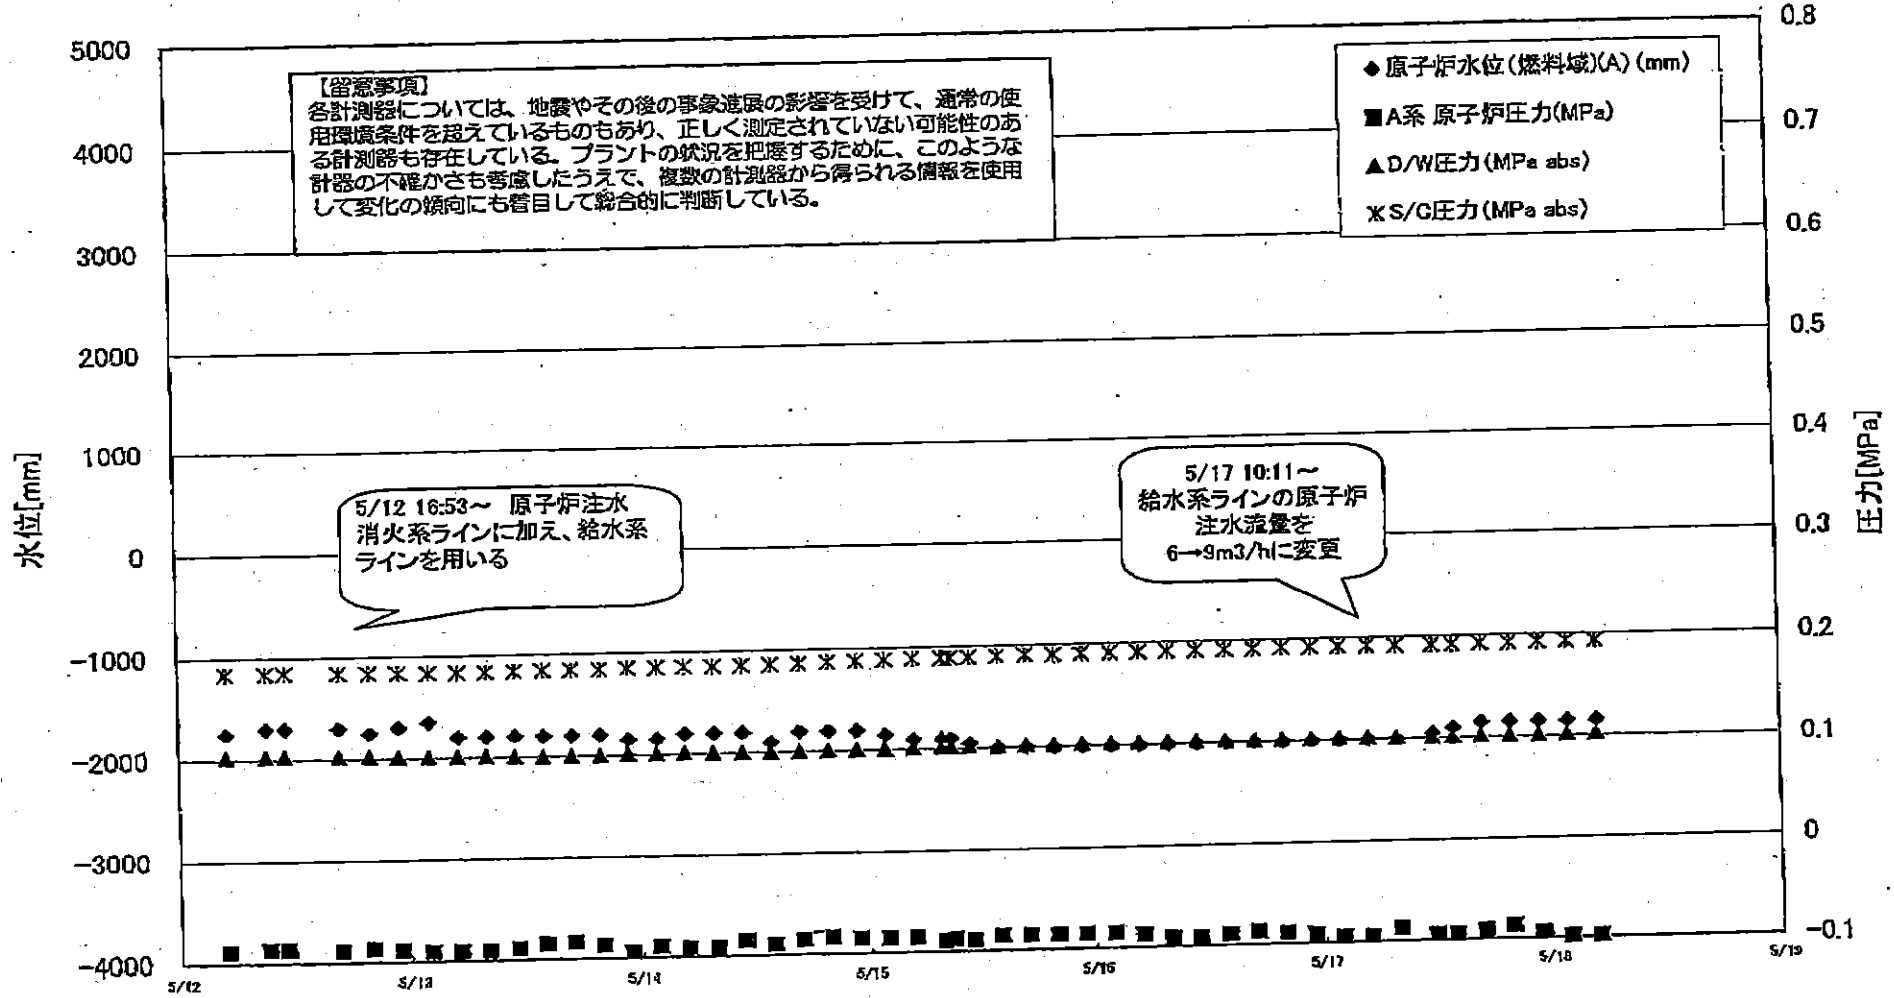 【留意事項】
各計測器については、地震やその後の事象進展の影響を受けて、通常の使
用環境条件を超えているものもあり、正しく測定されていない可能性のあ
る計測器も存在している。プラントの状況を把握するために、このような
計器の不確かさも考慮したうえで、複数の計測器から得られる情報を使用
して変化の傾向にも着目して総合的に判断している。
◆原子炉水位(燃料域)(A)(mm)
■A系 原子炉圧力(MPa)
▲D/W圧力(MPa abs)
S/C圧力(MPa abs)
5/12 16:53～ 原子炉注水
消火系ラインに加え、給水系
ラインを用いる
5/17 10:11～
給水系ラインの原子炉
注水流量を
6→9m3/hに変更
水位[mm]
5000
4000
3000
2000
1000
0
-1000
-2000
-3000
-4000
圧力[MPa]
0.8
0.7
0.6
0.5
0.4
0.3
0.2
0.1
0
-0.1
5/12
5/13
5/14
5/15
5/16
5/17
5/18
5/19